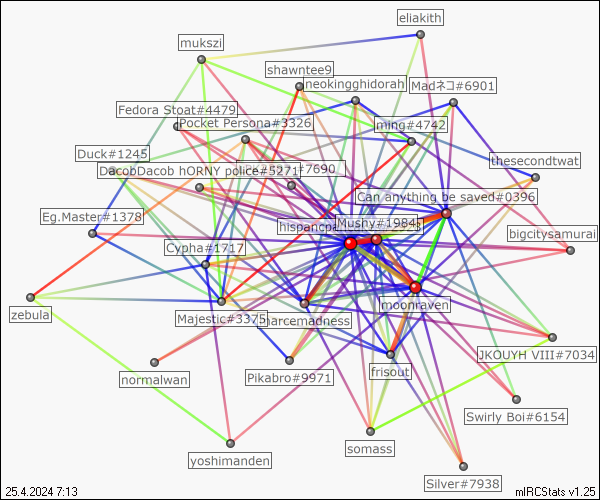 eliakith
mukszi
shawntee9
neokingghidorah
Madネコ#6901
Fedora Stoat#4479
Pocket Persona#3326
ming#4742
Duck#1245
DacobDacob hORNY police#5271
7690
thesecondtwat
Can anything be saved#0396
Eg.Master#1378
hispancp
Mushy#1984
bigcitysamurai
Cypha#1717
zebula
moonraven
Majestic#3375
garcemadness
JKOUYH VIII#7034
normalwan
Pikabro#9971
frisout
Swirly Boi#6154
somass
yoshimanden
Silver#7938
25.4.2024 7:13
mIRCStats v1.25